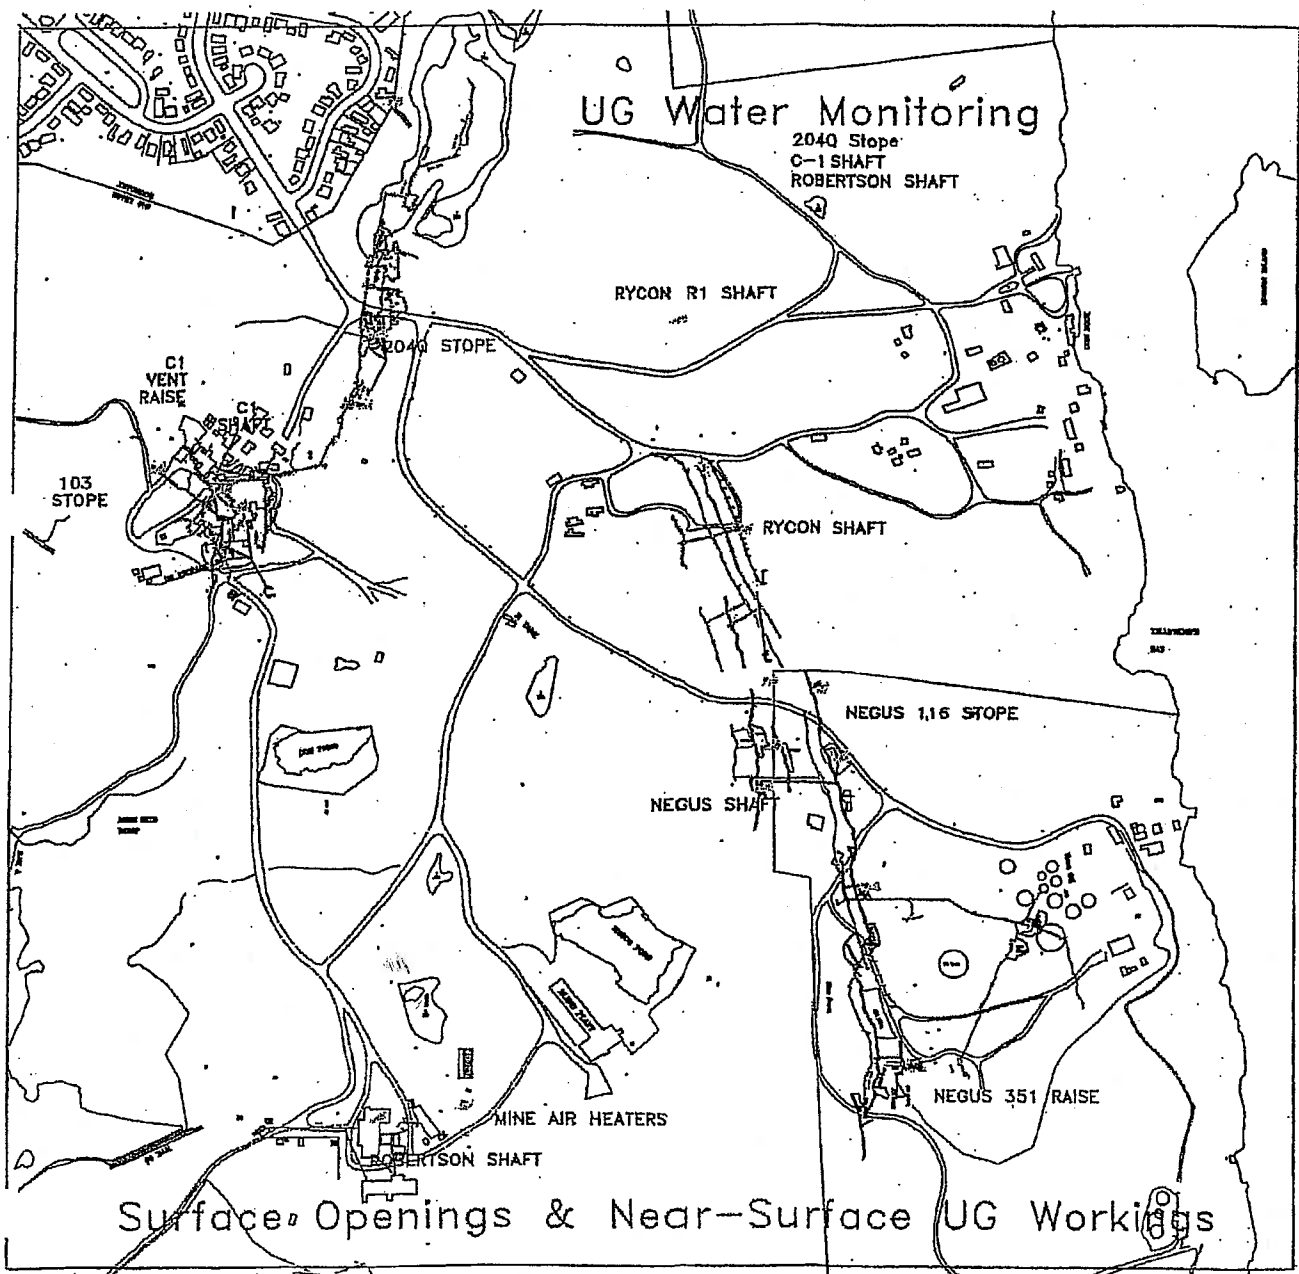 UG Water Monitoring
204Q Stope
C-1 SHAFT
ROBERTSON SHAFT
RYCON R1 SHAFT
204Q STOPE
C1
VENT
RAISE
C1
SHAFT
103
STOPE
RYCON SHAFT
NEGUS 1,16 STOPE
NEGUS SHAFT
NEGUS 351 RAISE
MINE AIR HEATERS
ROBERTSON SHAFT
Surface Openings & Near-Surface UG Workings